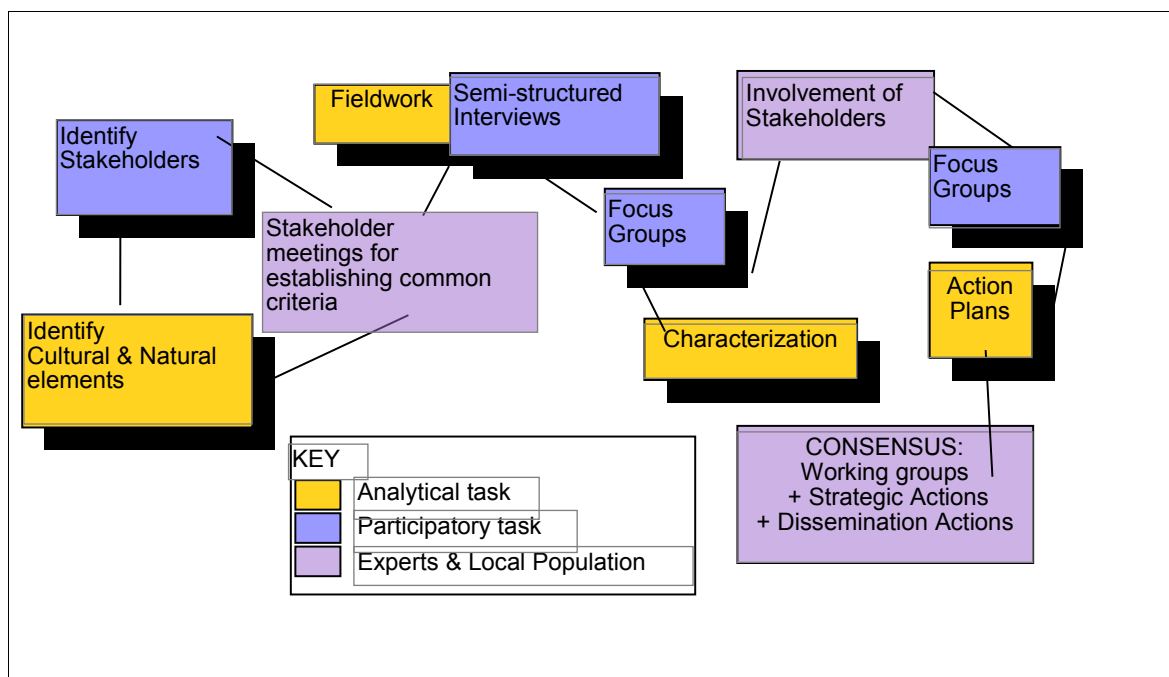 Identify
Stakeholders
Identify
Cultural & Natural
elements
Stakeholder
meetings for
establishing common
criteria
Fieldwork
Semi-structured
Interviews
Focus
Groups
Characterization
Involvement of
Stakeholders
Focus
Groups
Action
Plans
CONSENSUS:
Working groups
+ Strategic Actions
+ Dissemination Actions
KEY
Analytical task
Participatory task
Experts & Local Population